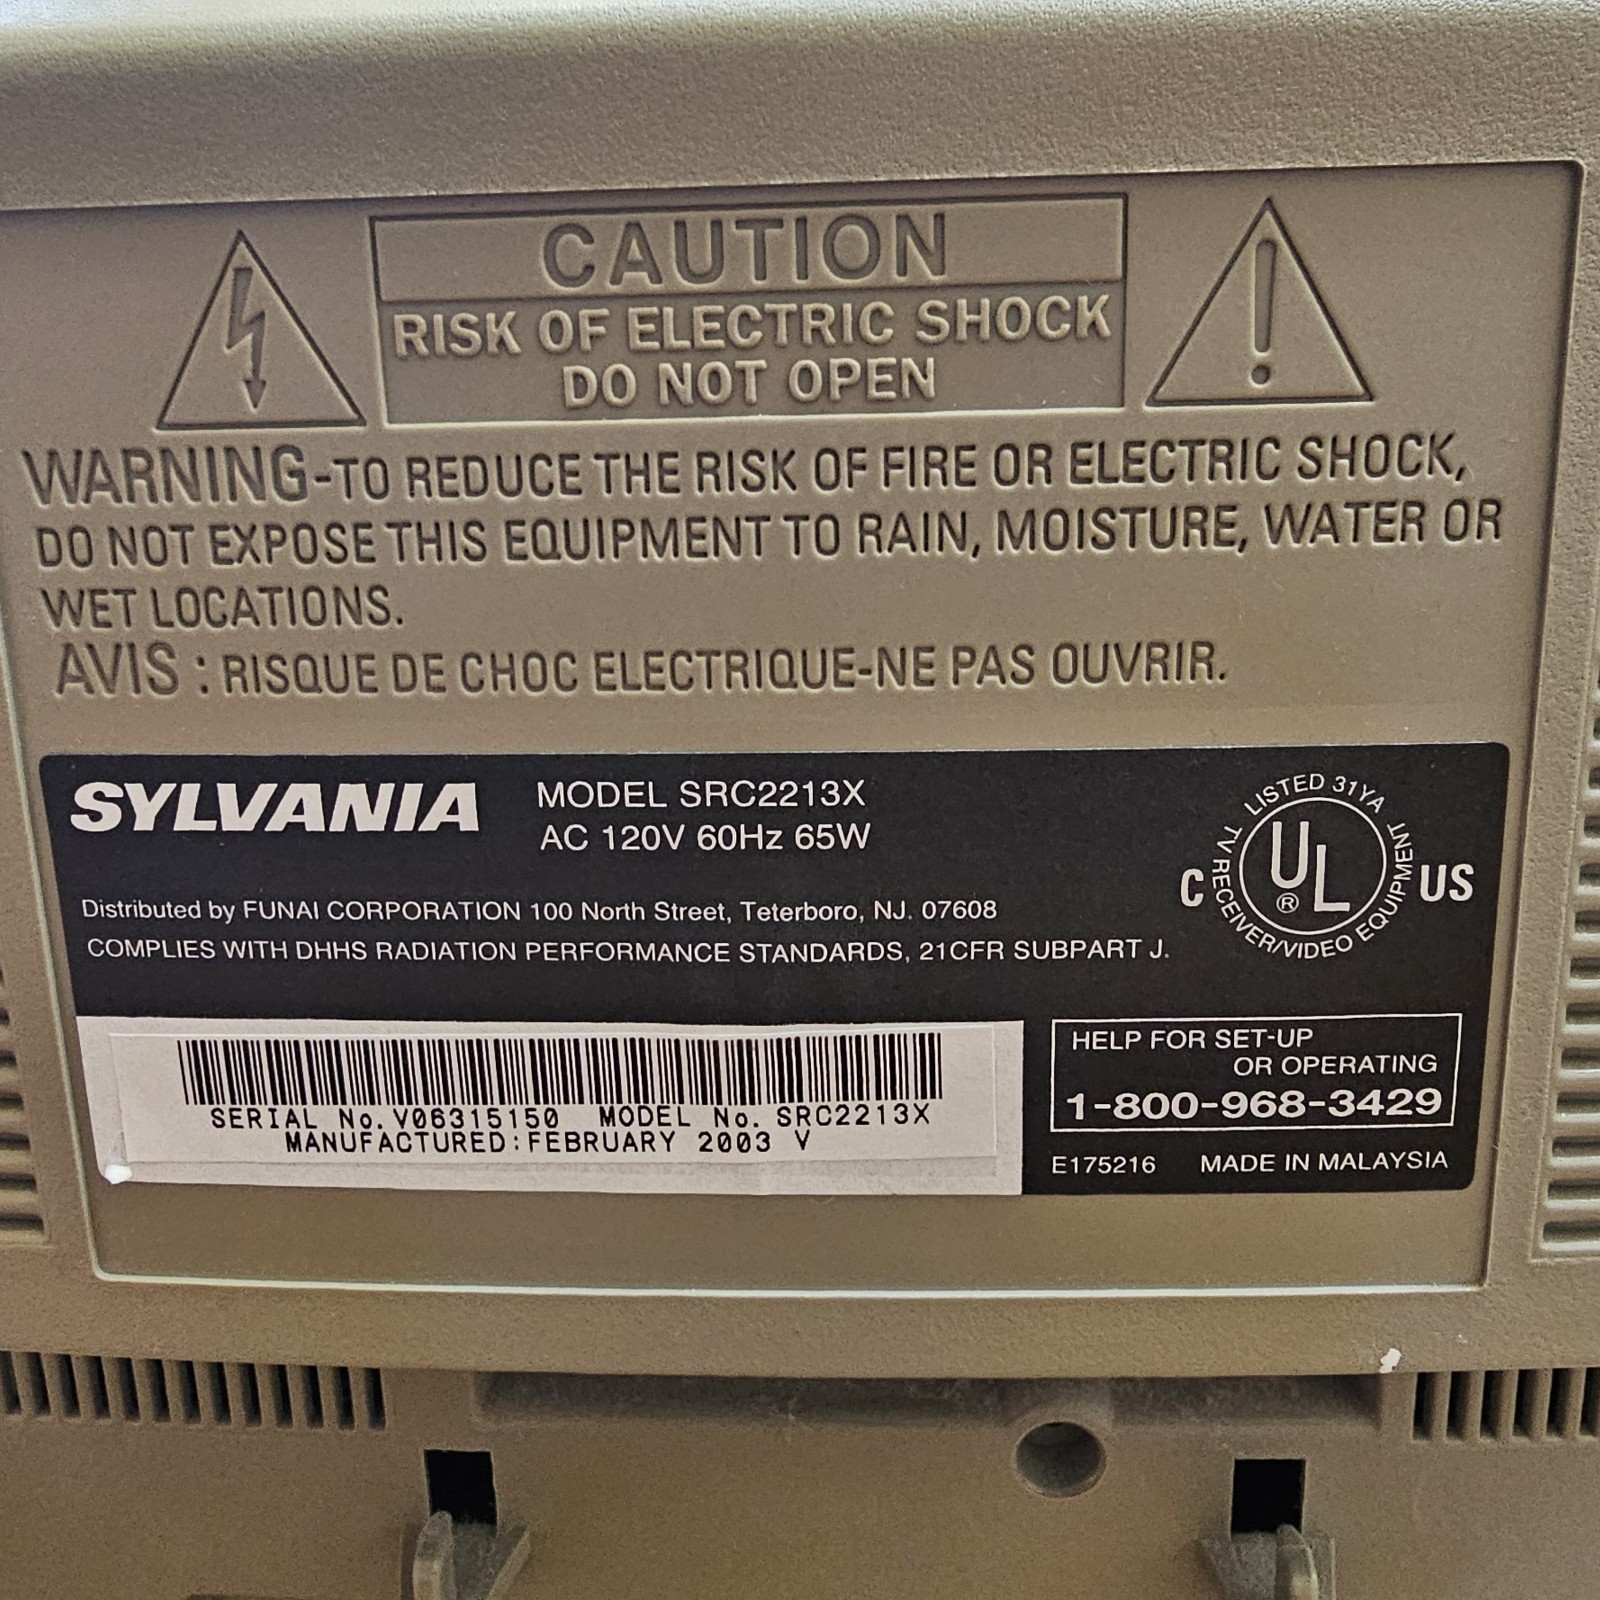 CAUTION
RISK OF ELECTRIC SHOCK
DO NOT OPEN
WARNING-TO REDUCE THE RISK OF FIRE OR ELECTRIC SHOCK,
DO NOT EXPOSE THIS EQUIPMENT TO RAIN, MOISTURE, WATER OR
WET LOCATIONS.
AVIS : RISQUE DE CHOC ELECTRIQUE-NE PAS OUVRIR.
SYLVANIA
MODEL SRC2213X
AC 120V 60Hz 65W
Distributed by FUNAI CORPORATION 100 North Street, Teterboro, NJ. 07608
COMPLIES WITH DHHS RADIATION PERFORMANCE STANDARDS, 21CFR SUBPART J.
LISTED 31YA
C UL ® US
TV RECEIVER/VIDEO EQUIPMENT
SERIAL No. V06315150 MODEL No. SRC2213X
MANUFACTURED: FEBRUARY 2003 V
HELP FOR SET-UP
OR OPERATING
1-800-968-3429
E175216 MADE IN MALAYSIA